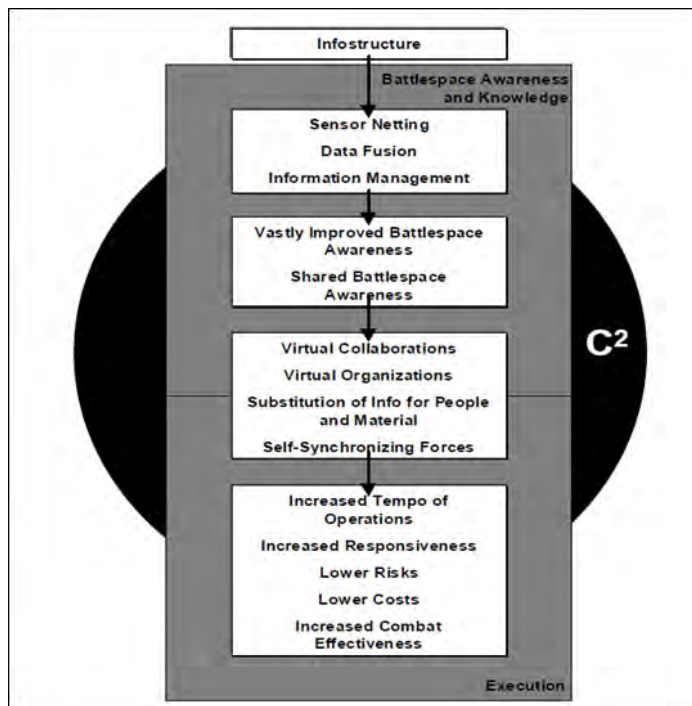 Infostructure
Battlespace Awareness
and Knowledge
Sensor Netting
Data Fusion
Information Management
Vastly Improved Battlespace
Awareness
Shared Battlespace
Awareness
C²
Virtual Collaborations
Virtual Organizations
Substitution of Info for People
and Material
Self-Synchronizing Forces
Increased Tempo of
Operations
Increased Responsiveness
Lower Risks
Lower Costs
Increased Combat
Effectiveness
Execution